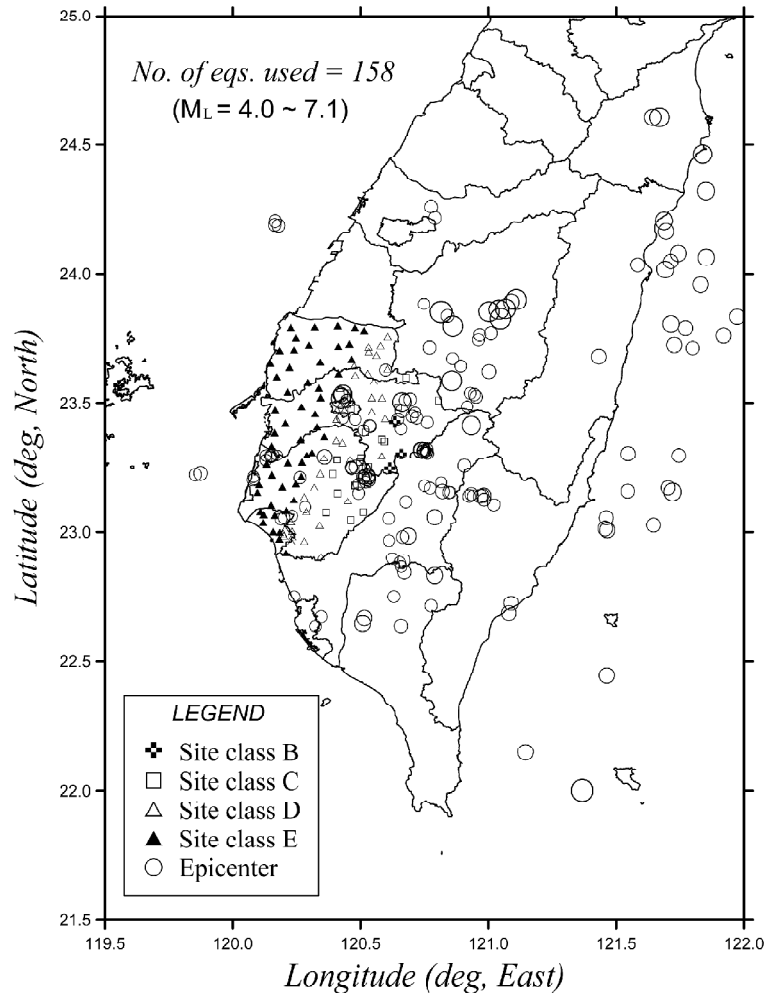 No. of eqs. used = 158
(ML = 4.0 ~ 7.1)
25.0
24.5
24.0
23.5
23.0
22.5
22.0
21.5
Latitude (deg, North)
LEGEND
Site class B
Site class C
Site class D
Site class E
Epicenter
119.5 120.0 120.5 121.0 121.5 122.0
Longitude (deg, East)